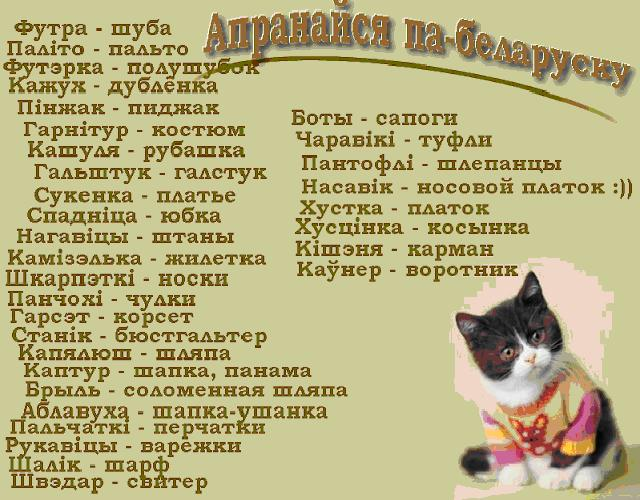 Апранайся па-беларуску
Футра - шуба
Паліто - пальто
Футэрка - полушубок
Кажух - дублёнка
Пінжак - пиджак
Гарнітур - костюм
Кашуля - рубашка
Гальштук - галстук
Сукенка - платье
Спадніца - юбка
Нагавіцы - штаны
Камізэлька - жилетка
Шкарпэткі - носки
Панчохі - чулки
Гарсэт - корсет
Станік - бюстгальтер
Капялюш - шляпа
Каптур - шапка, панама
Брыль - соломенная шляпа
Аблавуха - шапка-ушанка
Пальчаткі - перчатки
Рукавіцы - варежки
Шалік - шарф
Швэдар - свитер
Боты - сапоги
Чаравікі - туфли
Пантофлі - шлепанцы
Насавік - носовой платок :))
Хустка - платок
Хусцінка - косынка
Кішэня - карман
Каўнер - воротник